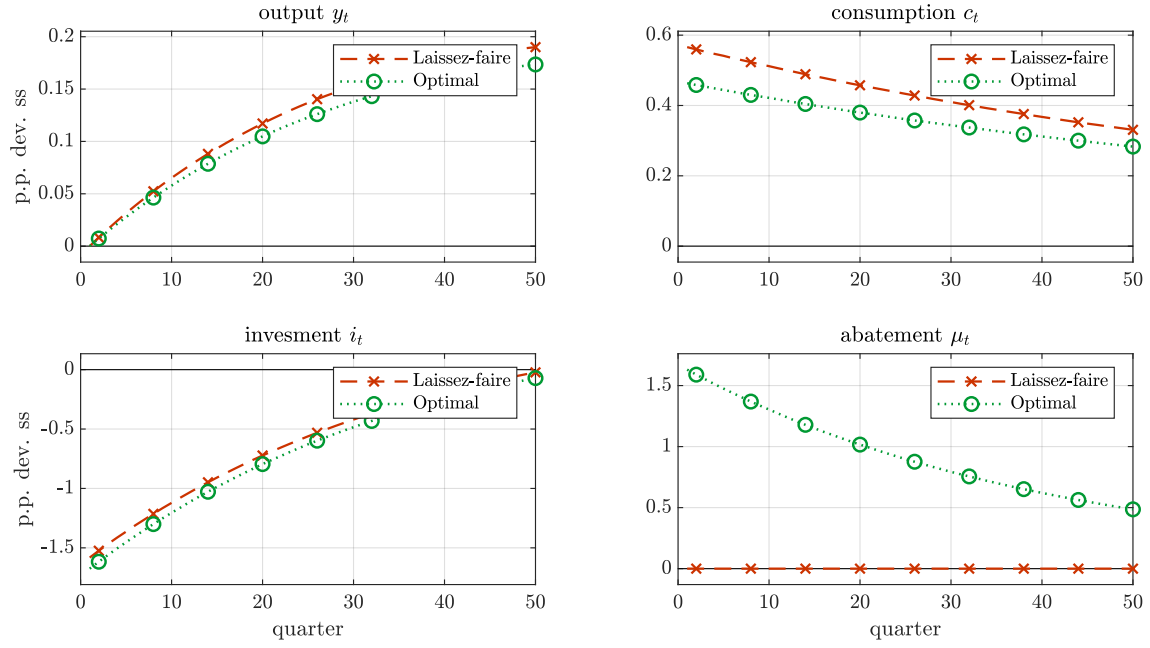 output y_t
p.p. dev. ss
0.2
0.15
0.1
0.05
0
0 10 20 30 40 50
Laissez-faire
Optimal
consumption c_t
0.6
0.4
0.2
0
0 10 20 30 40 50
Laissez-faire
Optimal
invesment i_t
p.p. dev. ss
0
-0.5
-1
-1.5
0 10 20 30 40 50
quarter
Laissez-faire
Optimal
abatement μ_t
1.5
1
0.5
0
0 10 20 30 40 50
quarter
Laissez-faire
Optimal